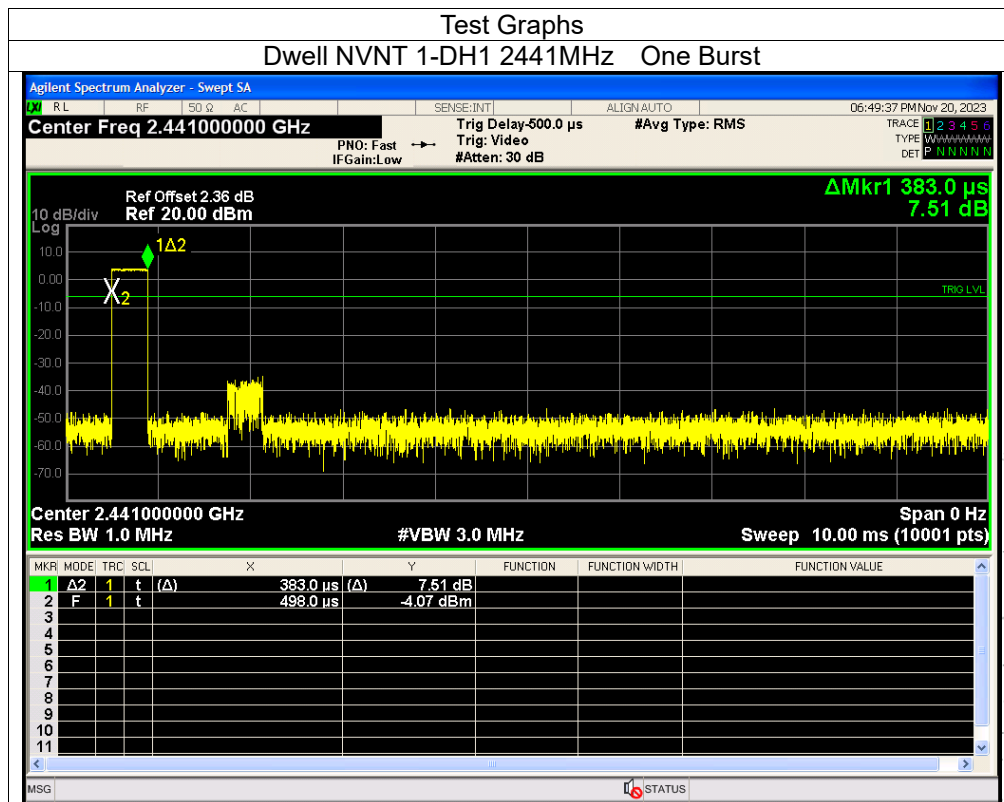 Test Graphs
Dwell NVNT 1-DH1 2441MHz One Burst
Agilent Spectrum Analyzer - Swept SA
LXI RL RF 50 Ω AC SENSE:INT ALIGN AUTO 06:49:37 PM Nov 20, 2023
Center Freq 2.441000000 GHz Trig Delay-500.0 µs #Avg Type: RMS TRACE 1 2 3 4 5 6
PNO: Fast Trig: Video TYPE WWWWWW
IFGain:Low #Atten: 30 dB DET P N N N N N
ΔMkr1 383.0 µs
7.51 dB
Ref Offset 2.36 dB
10 dB/div Ref 20.00 dBm
Log
1Δ2
10.0
0.00
X2
TRIG LVL
-10.0
-20.0
-30.0
-40.0
-50.0
-60.0
-70.0
Center 2.441000000 GHz Span 0 Hz
Res BW 1.0 MHz #VBW 3.0 MHz Sweep 10.00 ms (10001 pts)
MKR MODE TRC SCL X Y FUNCTION FUNCTION WIDTH FUNCTION VALUE
1 Δ2 1 t (Δ) 383.0 µs (Δ) 7.51 dB
2 F 1 t 498.0 µs -4.07 dBm
3
4
5
6
7
8
9
10
11
MSG STATUS